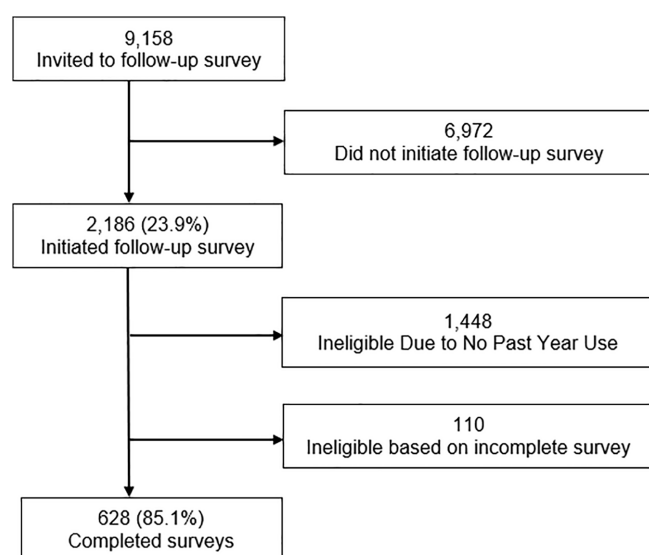 9,158
Invited to follow-up survey
6,972
Did not initiate follow-up survey
2,186 (23.9%)
Initiated follow-up survey
1,448
Ineligible Due to No Past Year Use
110
Ineligible based on incomplete survey
628 (85.1%)
Completed surveys